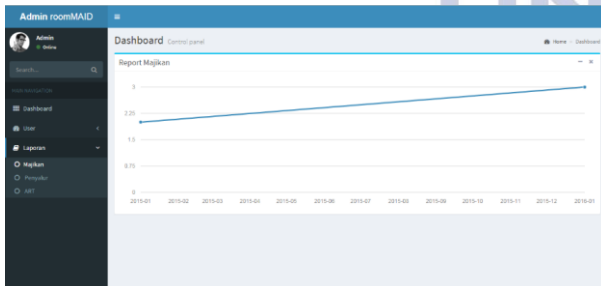 Admin roomMAID
Admin
Online
Search...
MAIN NAVIGATION
Dashboard
User
Laporan
Majikan
Penyalur
ART
Dashboard Control panel
Home > Dashboard
Report Majikan
3
2.25
1.5
0.75
0
2015-01 2015-02 2015-03 2015-04 2015-05 2015-06 2015-07 2015-08 2015-09 2015-10 2015-11 2015-12 2016-01